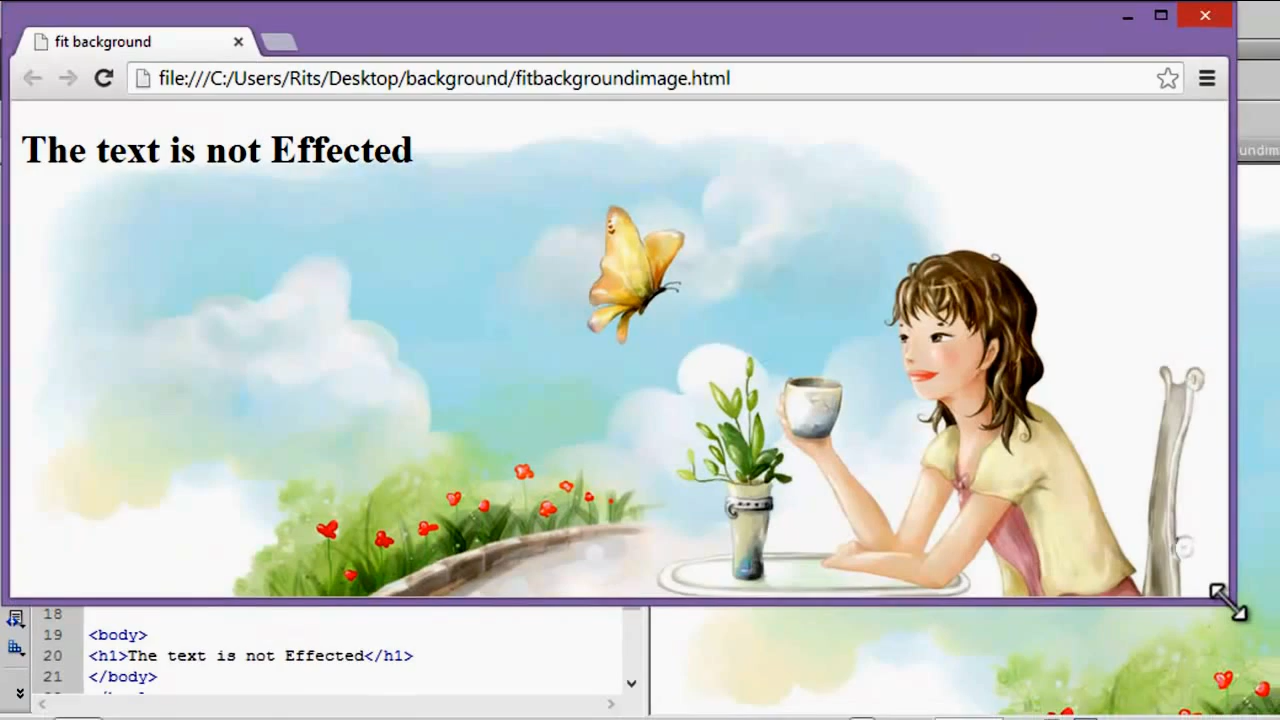 fit background
file:///C:/Users/Rits/Desktop/background/fitbackgroundimage.html
The text is not Effected
18
19 <body>
20 <h1>The text is not Effected</h1>
21 </body>